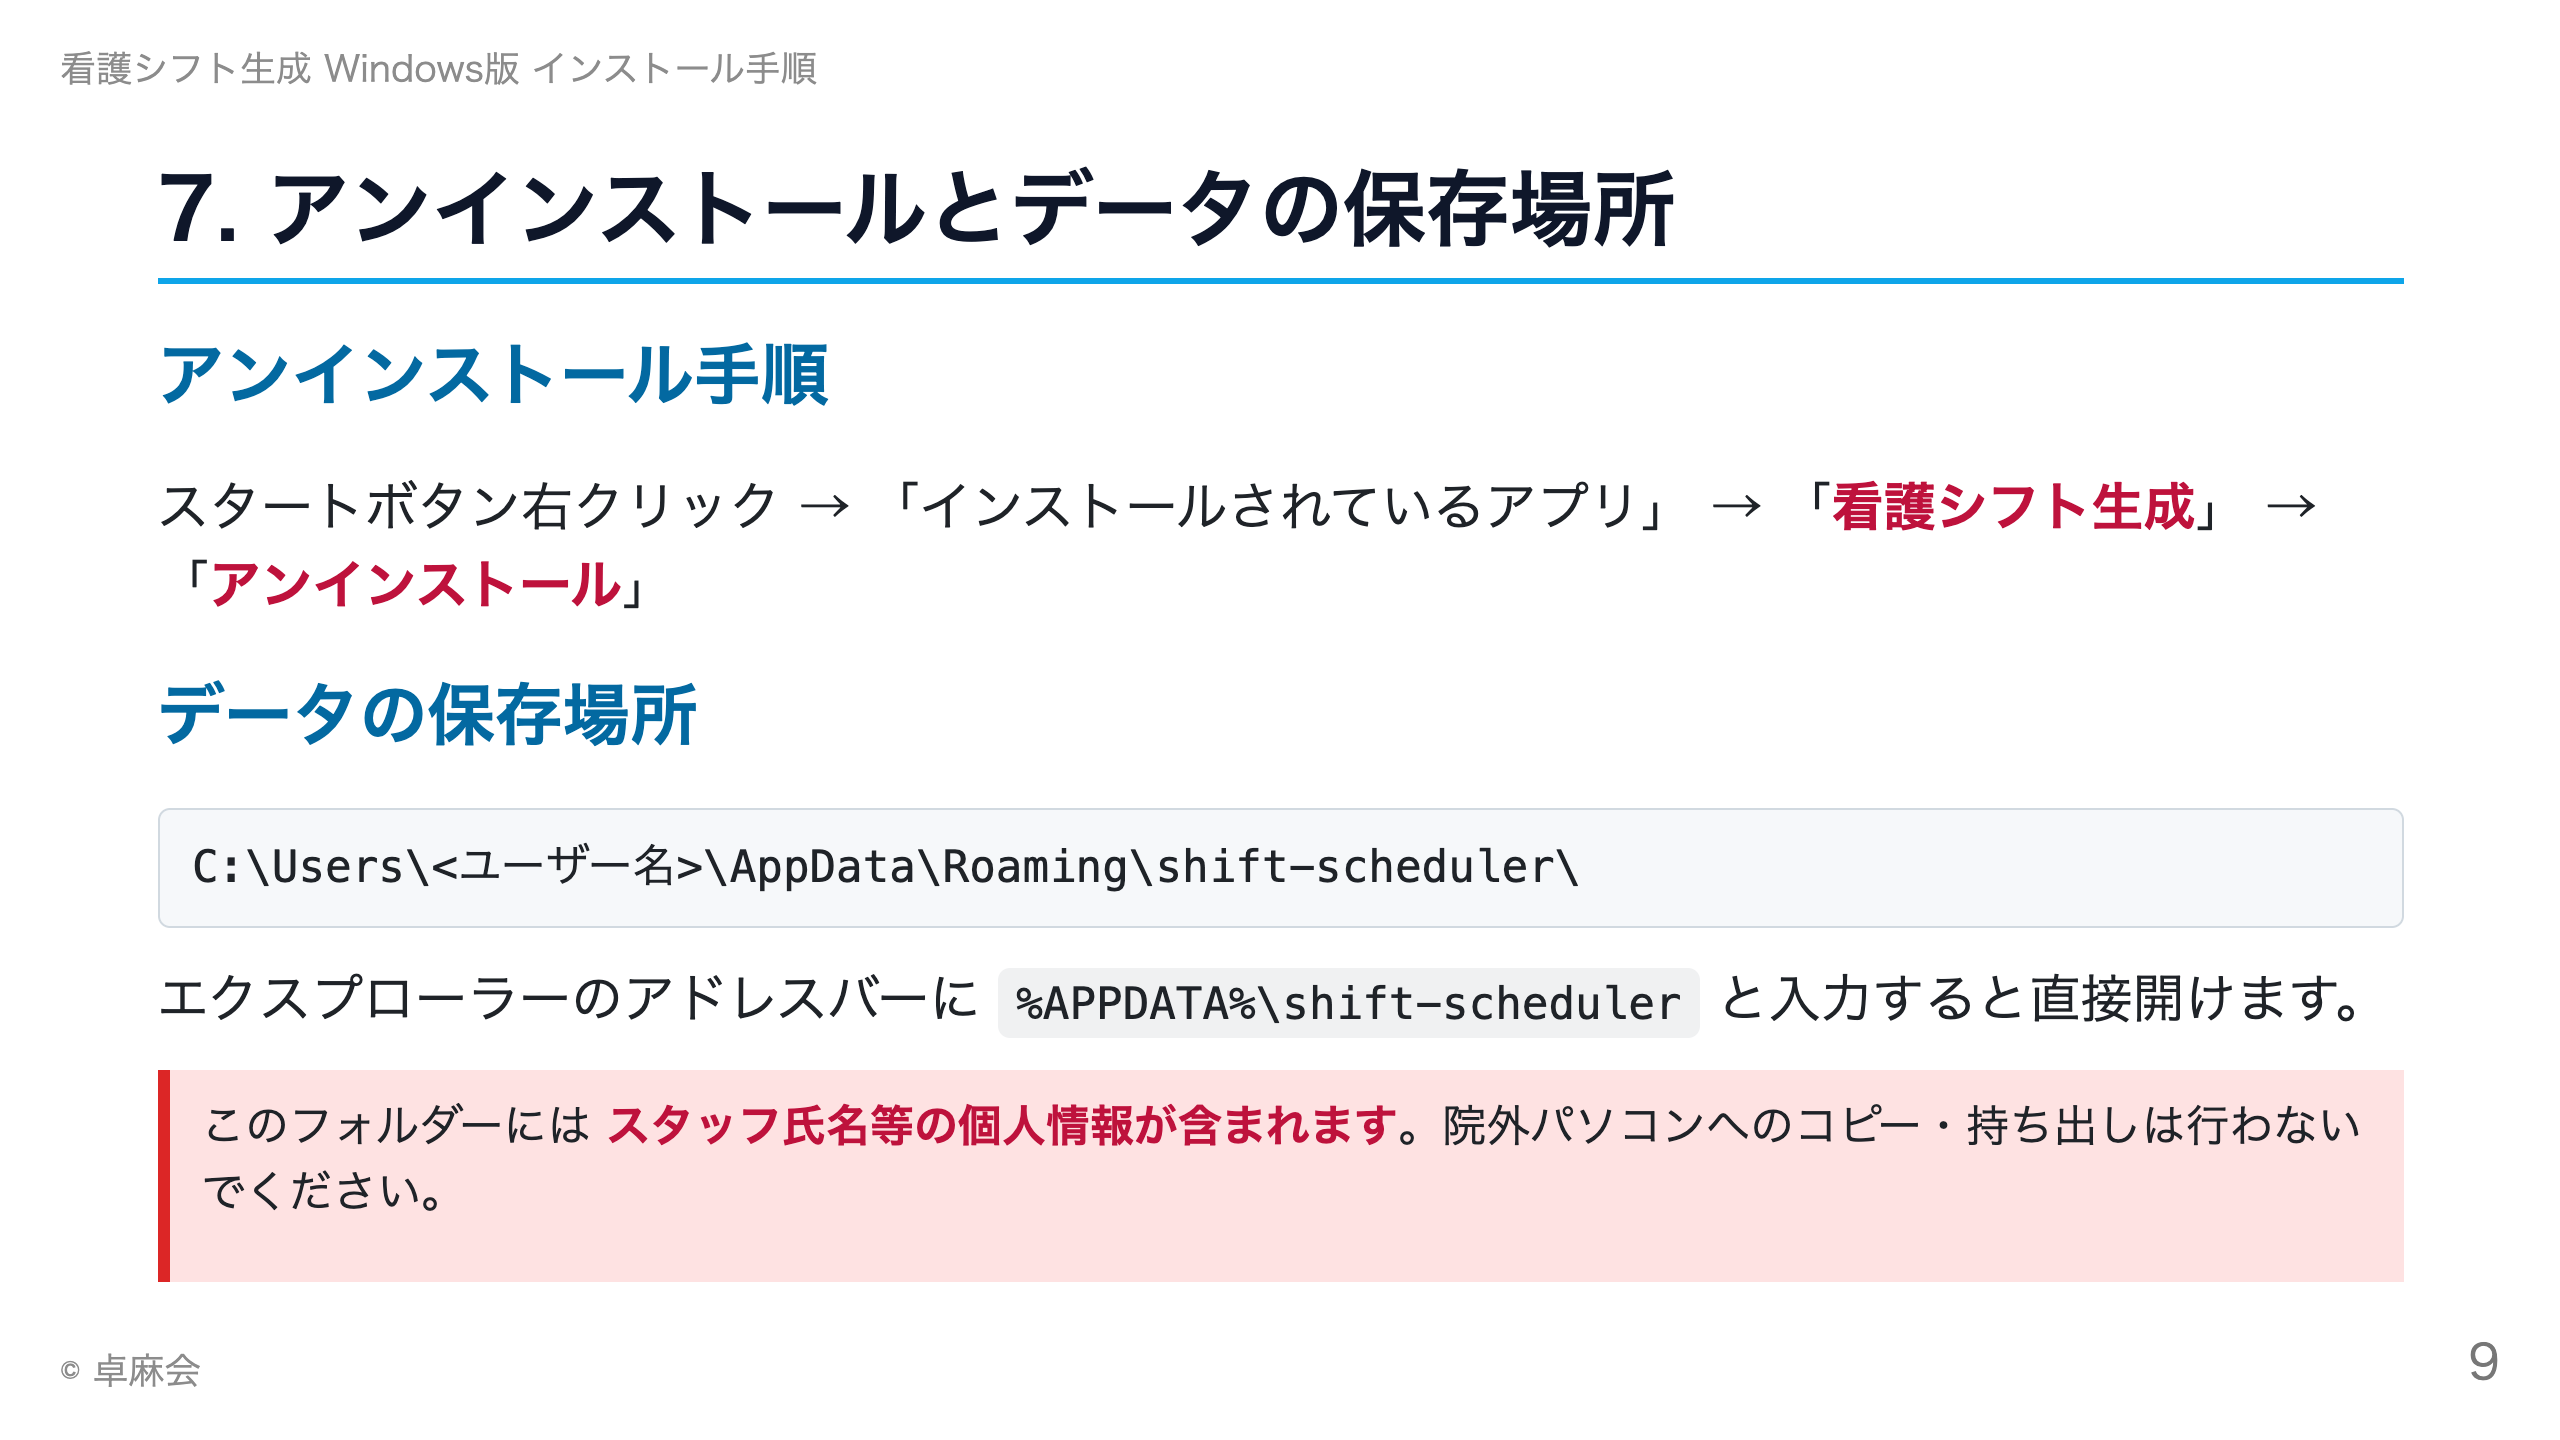 看護シフト生成 Windows版 インストール手順
7. アンインストールとデータの保存場所
アンインストール手順
スタートボタン右クリック → 「インストールされているアプリ」 → 「看護シフト生成」 →
「アンインストール」
データの保存場所
C:\Users\<ユーザー名>\AppData\Roaming\shift-scheduler\
エクスプローラーのアドレスバーに %APPDATA%\shift-scheduler と入力すると直接開けます。
このフォルダーには スタッフ氏名等の個人情報が含まれます。院外パソコンへのコピー・持ち出しは行わない
でください。
© 卓麻会
9